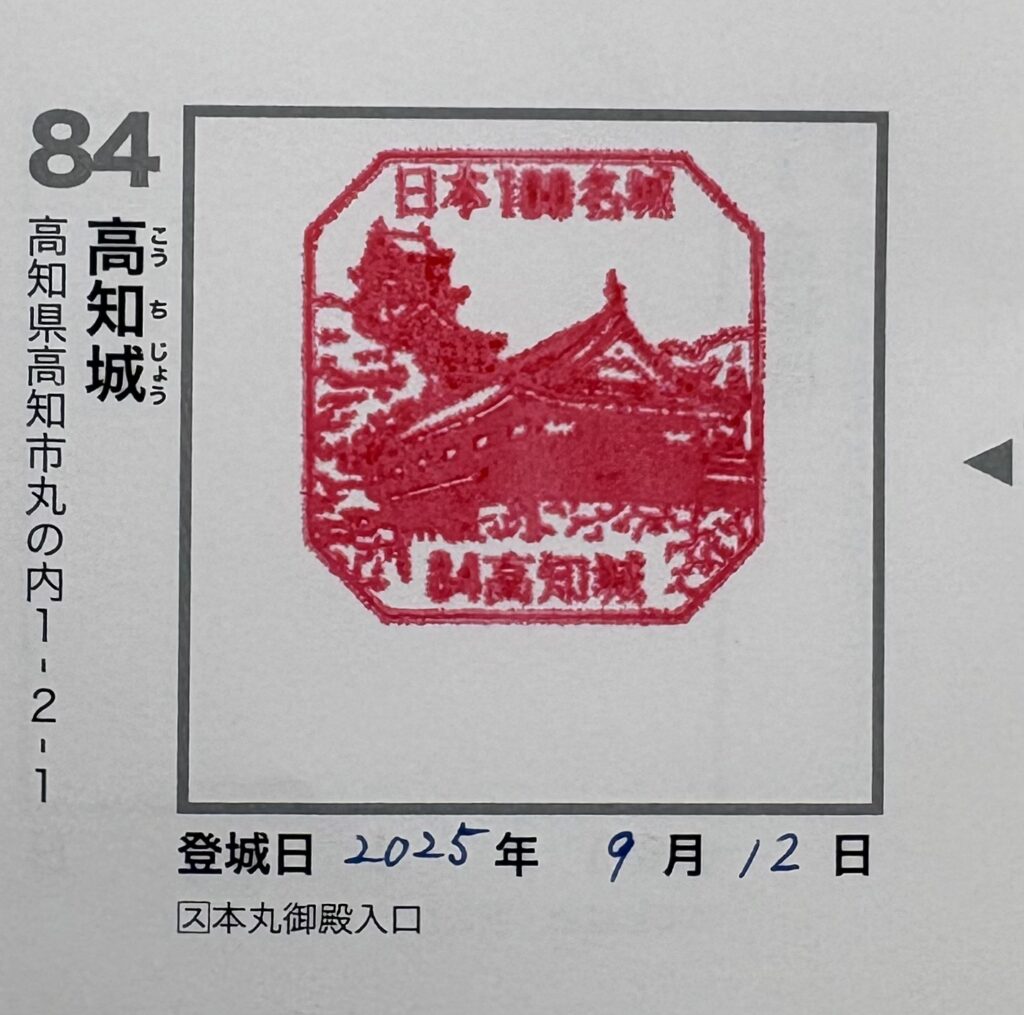 84
高知城
こうちじょう
高知県高知市丸の内1-2-1
日本100名城
84高知城
登城日 2025年 9月12日
ス本丸御殿入口